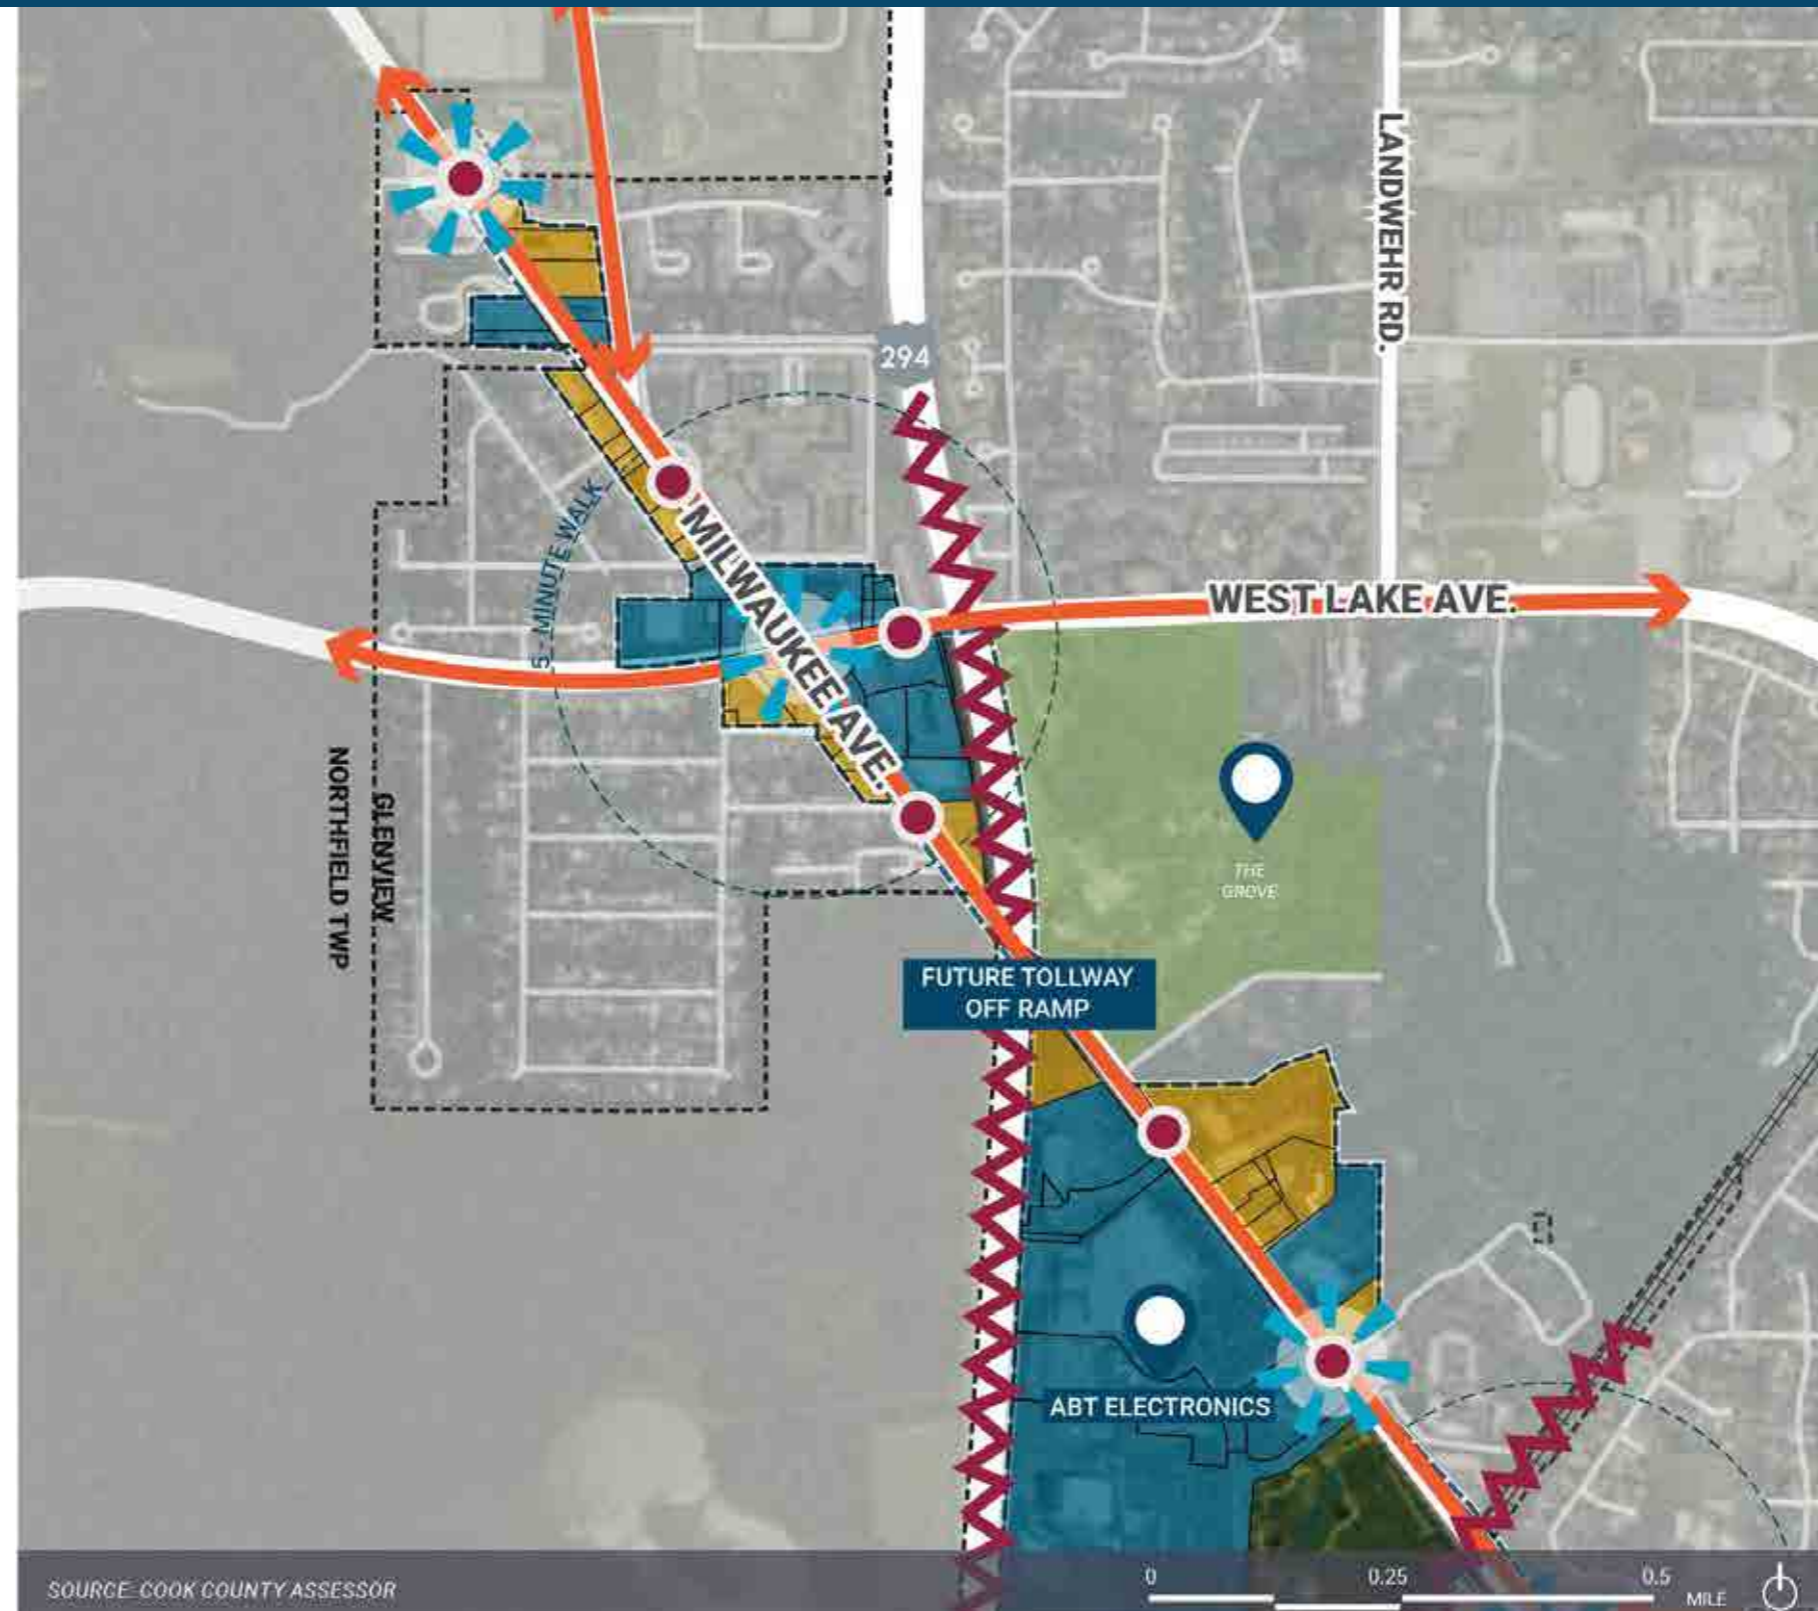 LANDWEHR RD.
294
5 - MINUTE WALK
MILWAUKEE AVE.
WEST LAKE AVE.
GLENVIEW
NORTHFIELD TWP
THE
GROVE
FUTURE TOLLWAY
OFF RAMP
ABT ELECTRONICS
SOURCE: COOK COUNTY ASSESSOR
0 0.25 0.5
MILE